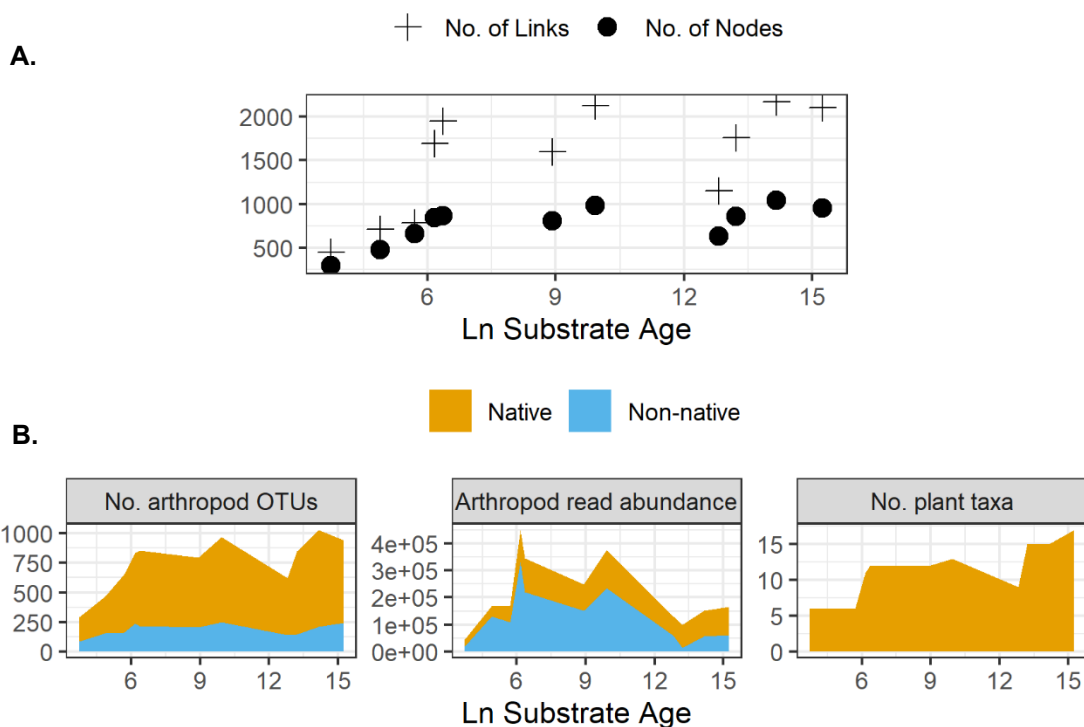 No. of Links No. of Nodes
A.
2000
1500
1000
500
6 9 12 15
Ln Substrate Age
Native Non-native
B.
No. arthropod OTUs Arthropod read abundance No. plant taxa
1000
750
500
250
0
4e+05
3e+05
2e+05
1e+05
0e+00
15
10
5
0
6 9 12 15 6 9 12 15 6 9 12 15
Ln Substrate Age